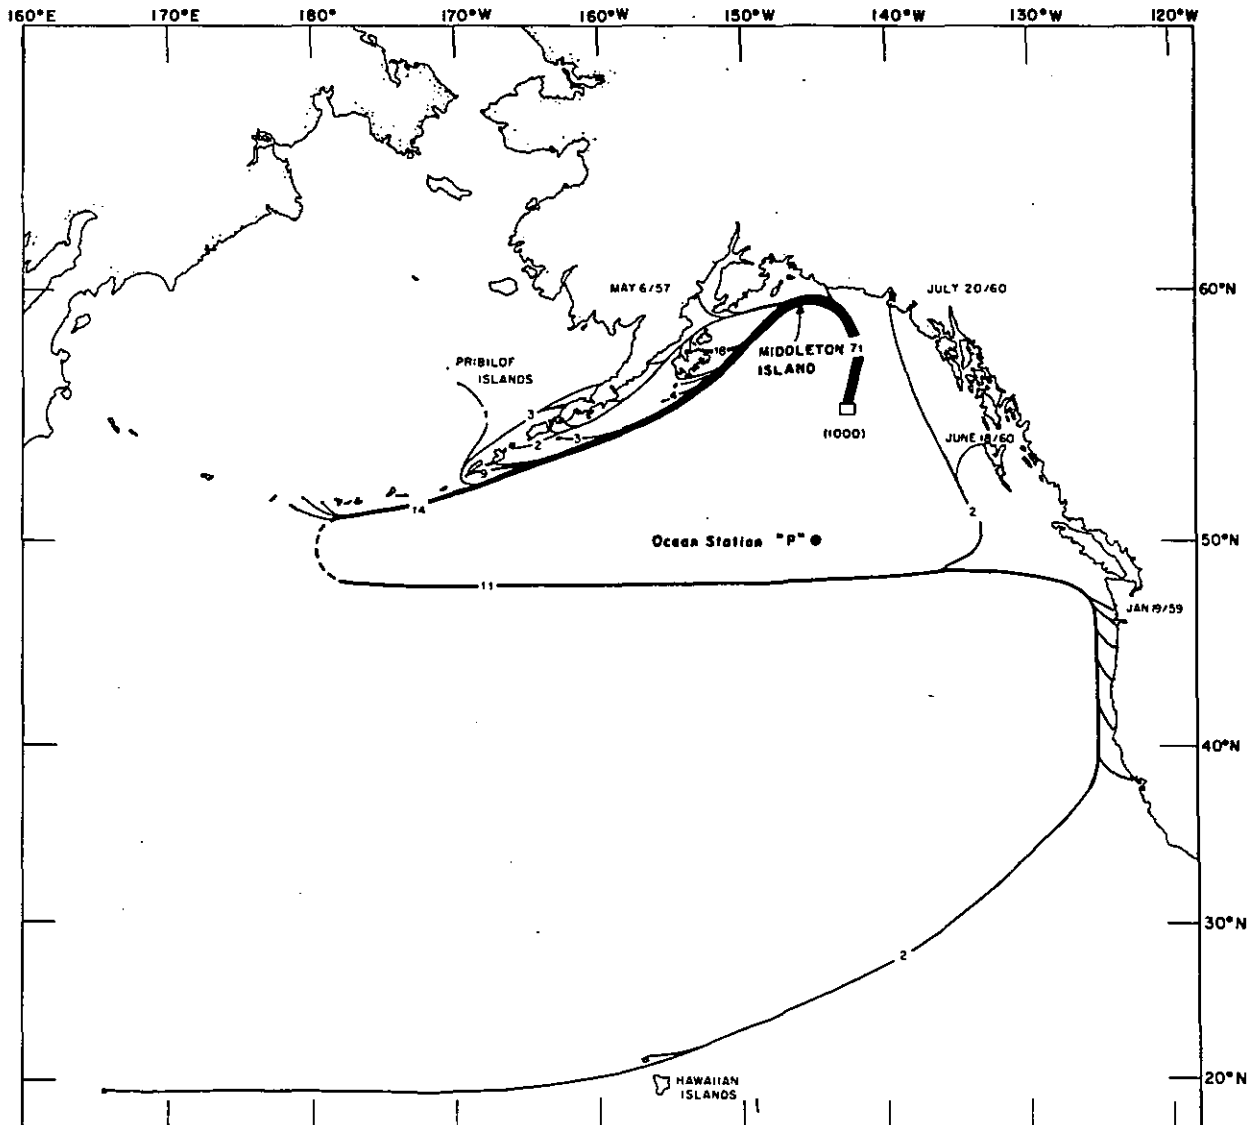 160°E 170°E 180° 170°W 160°W 150°W 140°W 130°W 120°W
MAY 6/57
JULY 20/60
60°N
PRIBILOF
ISLANDS
MIDDLETON 71
ISLAND
18
4
1
3
(1000)
JUNE 18/60
2
3
9
14
2
Ocean Station "P"
50°N
11
JAN 19/59
40°N
30°N
2
HAWAIIAN
ISLANDS
20°N